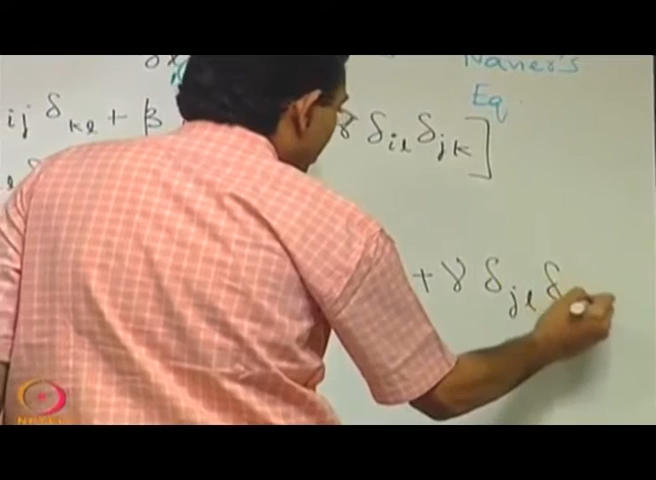 Navier's
Eq.
ij δkl + β γ δil δjk]
+ γ δjl δ
NPTEL